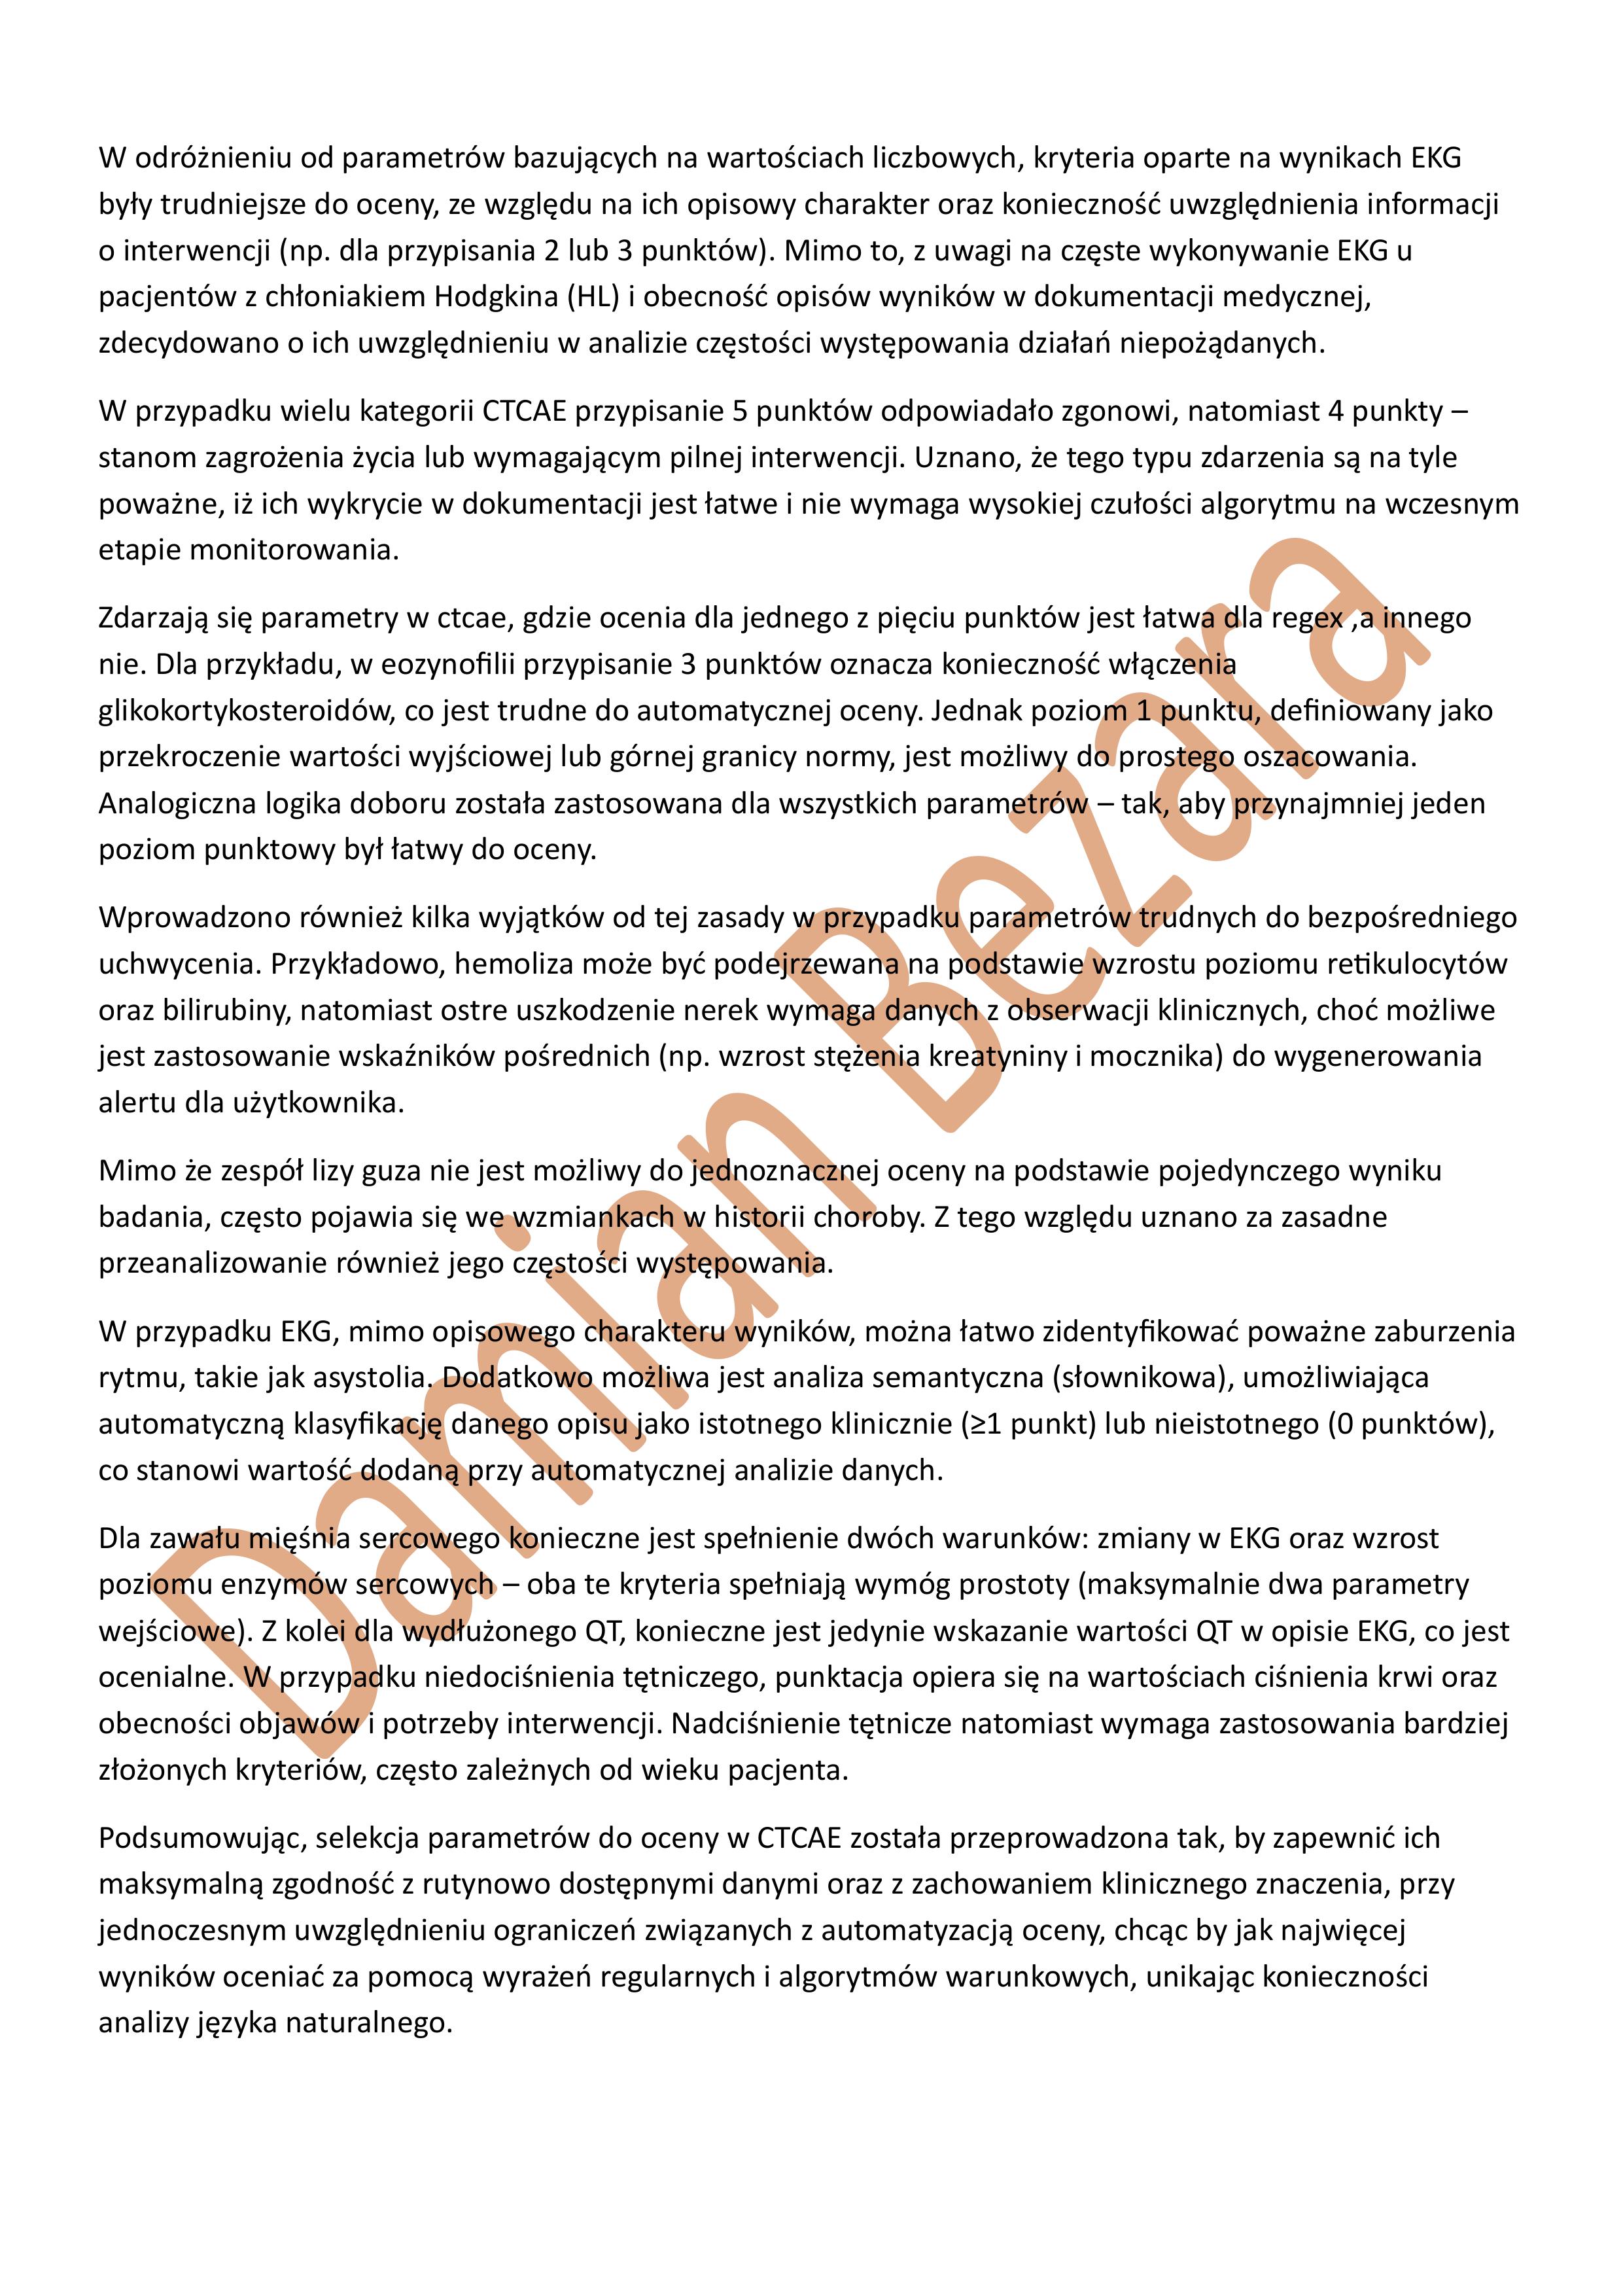 W odróżnieniu od parametrów bazujących na wartościach liczbowych, kryteria oparte na wynikach EKG
były trudniejsze do oceny, ze względu na ich opisowy charakter oraz konieczność uwzględnienia informacji
o interwencji (np. dla przypisania 2 lub 3 punktów). Mimo to, z uwagi na częste wykonywanie EKG u
pacjentów z chłoniakiem Hodgkina (HL) i obecność opisów wyników w dokumentacji medycznej,
zdecydowano o ich uwzględnieniu w analizie częstości występowania działań niepożądanych.
W przypadku wielu kategorii CTCAE przypisanie 5 punktów odpowiadało zgonowi, natomiast 4 punkty –
stanom zagrożenia życia lub wymagającym pilnej interwencji. Uznano, że tego typu zdarzenia są na tyle
poważne, iż ich wykrycie w dokumentacji jest łatwe i nie wymaga wysokiej czułości algorytmu na wczesnym
etapie monitorowania.
Zdarzają się parametry w ctcae, gdzie ocenia dla jednego z pięciu punktów jest łatwa dla regex ,a innego
nie. Dla przykładu, w eozynofilii przypisanie 3 punktów oznacza konieczność włączenia
glikokortykosteroidów, co jest trudne do automatycznej oceny. Jednak poziom 1 punktu, definiowany jako
przekroczenie wartości wyjściowej lub górnej granicy normy, jest możliwy do prostego oszacowania.
Analogiczna logika doboru została zastosowana dla wszystkich parametrów – tak, aby przynajmniej jeden
poziom punktowy był łatwy do oceny.
Wprowadzono również kilka wyjątków od tej zasady w przypadku parametrów trudnych do bezpośredniego
uchwycenia. Przykładowo, hemoliza może być podejrzewana na podstawie wzrostu poziomu retikulocytów
oraz bilirubiny, natomiast ostre uszkodzenie nerek wymaga danych z obserwacji klinicznych, choć możliwe
jest zastosowanie wskaźników pośrednich (np. wzrost stężenia kreatyniny i mocznika) do wygenerowania
alertu dla użytkownika.
Mimo że zespół lizy guza nie jest możliwy do jednoznacznej oceny na podstawie pojedynczego wyniku
badania, często pojawia się we wzmiankach w historii choroby. Z tego względu uznano za zasadne
przeanalizowanie również jego częstości występowania.
W przypadku EKG, mimo opisowego charakteru wyników, można łatwo zidentyfikować poważne zaburzenia
rytmu, takie jak asystolia. Dodatkowo możliwa jest analiza semantyczna (słownikowa), umożliwiająca
automatyczną klasyfikację danego opisu jako istotnego klinicznie (≥1 punkt) lub nieistotnego (0 punktów),
co stanowi wartość dodaną przy automatycznej analizie danych.
Dla zawału mięśnia sercowego konieczne jest spełnienie dwóch warunków: zmiany w EKG oraz wzrost
poziomu enzymów sercowych – oba te kryteria spełniają wymóg prostoty (maksymalnie dwa parametry
wejściowe). Z kolei dla wydłużonego QT, konieczne jest jedynie wskazanie wartości QT w opisie EKG, co jest
ocenialne. W przypadku niedociśnienia tętniczego, punktacja opiera się na wartościach ciśnienia krwi oraz
obecności objawów i potrzeby interwencji. Nadciśnienie tętnicze natomiast wymaga zastosowania bardziej
złożonych kryteriów, często zależnych od wieku pacjenta.
Podsumowując, selekcja parametrów do oceny w CTCAE została przeprowadzona tak, by zapewnić ich
maksymalną zgodność z rutynowo dostępnymi danymi oraz z zachowaniem klinicznego znaczenia, przy
jednoczesnym uwzględnieniu ograniczeń związanych z automatyzacją oceny, chcąc by jak najwięcej
wyników oceniać za pomocą wyrażeń regularnych i algorytmów warunkowych, unikając konieczności
analizy języka naturalnego.
Damian Bezara